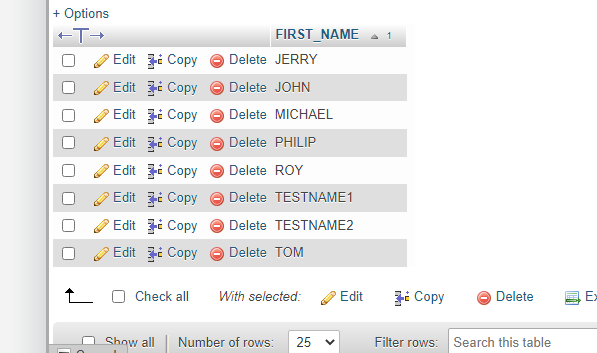 + Options
FIRST_NAME 1
Edit Copy Delete JERRY
Edit Copy Delete JOHN
Edit Copy Delete MICHAEL
Edit Copy Delete PHILIP
Edit Copy Delete ROY
Edit Copy Delete TESTNAME1
Edit Copy Delete TESTNAME2
Edit Copy Delete TOM
Check all With selected: Edit Copy Delete
Show all Number of rows: 25 Filter rows: Search this table